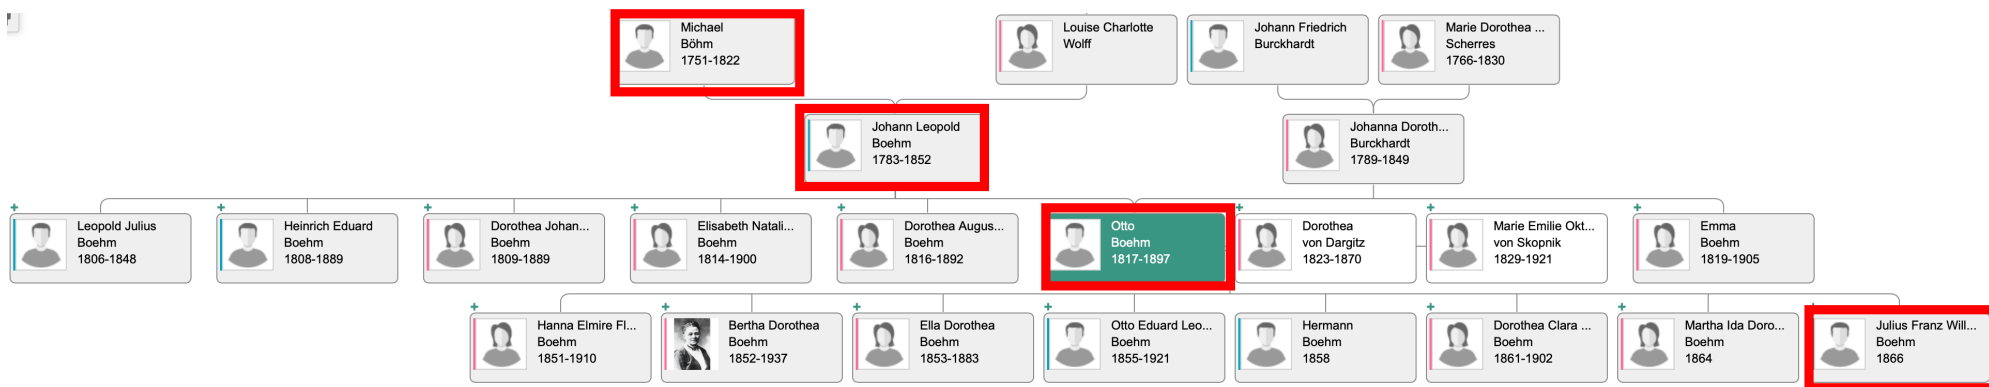 Michael
Böhm
1751-1822
Louise Charlotte
Wolff
Johann Friedrich
Burckhardt
Marie Dorothea ...
Scherres
1766-1830
Johann Leopold
Boehm
1783-1852
Johanna Doroth...
Burckhardt
1789-1849
Leopold Julius
Boehm
1806-1848
Heinrich Eduard
Boehm
1808-1889
Dorothea Johan...
Boehm
1809-1889
Elisabeth Natali...
Boehm
1814-1900
Dorothea Augus...
Boehm
1816-1892
Otto
Boehm
1817-1897
Dorothea
von Dargitz
1823-1870
Marie Emilie Okt...
von Skopnik
1829-1921
Emma
Boehm
1819-1905
Hanna Elmire Fl...
Boehm
1851-1910
Bertha Dorothea
Boehm
1852-1937
Ella Dorothea
Boehm
1853-1883
Otto Eduard Leo...
Boehm
1855-1921
Hermann
Boehm
1858
Dorothea Clara ...
Boehm
1861-1902
Martha Ida Doro...
Boehm
1864
Julius Franz Will...
Boehm
1866